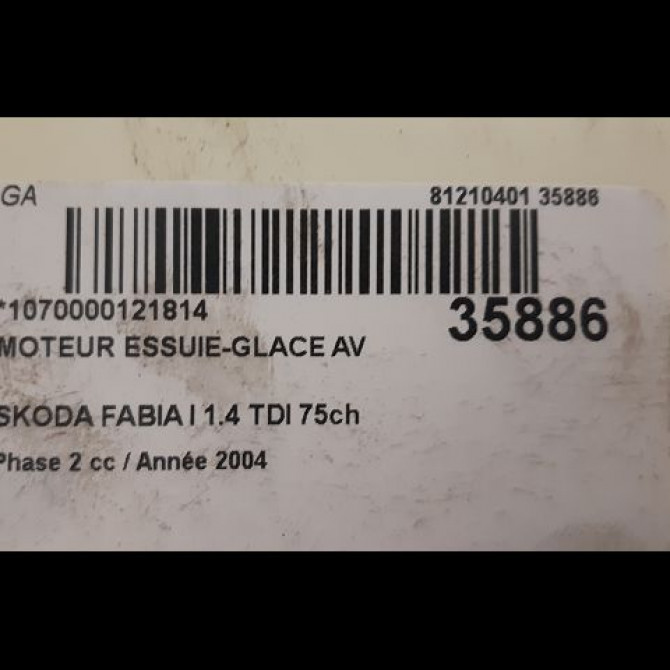 GA 81210401 35886
*1070000121814 35886
MOTEUR ESSUIE-GLACE AV
SKODA FABIA I 1.4 TDI 75ch
Phase 2 cc / Année 2004